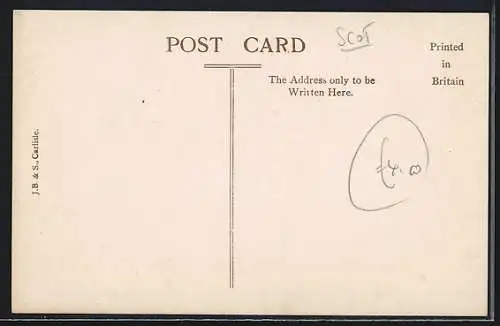 SCOT
POST CARD
Printed
in
Britain
The Address only to be
Written Here.
J.B. & S., Carlisle.
£4.00